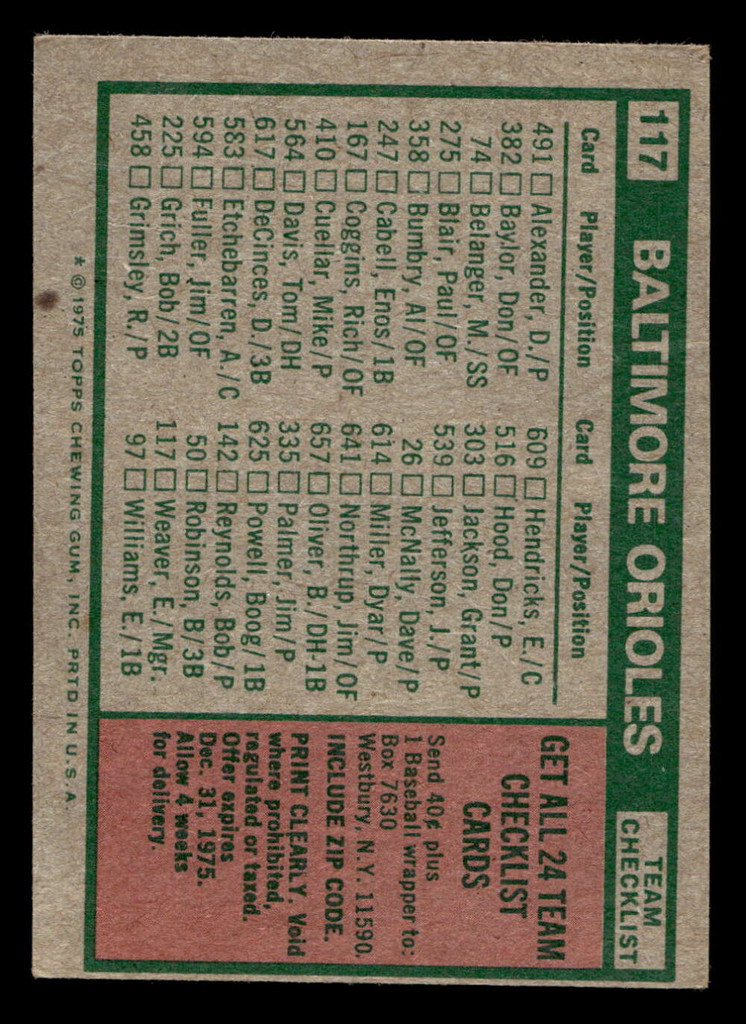 117 BALTIMORE ORIOLES TEAM CHECKLIST
Card Player/Position
491 Alexander, D./P
382 Baylor, Don/OF
74 Belanger, M./SS
275 Blair, Paul/OF
358 Bumbry, Al/OF
247 Cabell, Enos/1B
167 Coggins, Rich/OF
410 Cuellar, Mike/P
564 Davis, Tom/DH
617 DeCinces, D./3B
583 Etchebarren, A./C
594 Fuller, Jim/OF
225 Grich, Bob/2B
458 Grimsley, R./P
Card Player/Position
609 Hendricks, E./C
516 Hood, Don/P
303 Jackson, Grant/P
539 Jefferson, J./P
26 McNally, Dave/P
614 Miller, Dyar/P
641 Northrup, Jim/OF
657 Oliver, B./DH-1B
335 Palmer, Jim/P
625 Powell, Boog/1B
142 Reynolds, Bob/P
50 Robinson, B/3B
117 Weaver, E./Mgr.
97 Williams, E/1B
GET ALL 24 TEAM
CHECKLIST
CARDS
Send 40¢ plus
1 Baseball wrapper to:
Box 7630
Westbury, N.Y. 11590.
INCLUDE ZIP CODE.
PRINT CLEARLY. Void
where prohibited,
regulated or taxed.
Offer expires
Dec. 31, 1975.
Allow 4 weeks
for delivery.
* © 1975 TOPPS CHEWING GUM, INC. PRTD IN U.S.A.